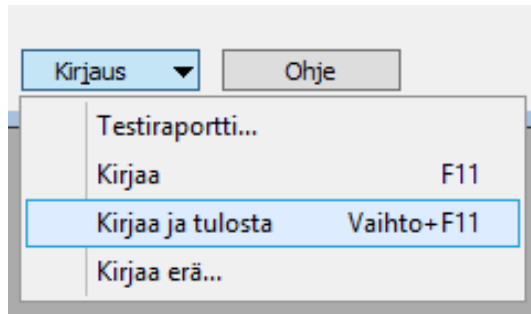 Kirjaus Ohje
Testiraportti...
Kirjaa F11
Kirjaa ja tulosta Vaihto+F11
Kirjaa erä...